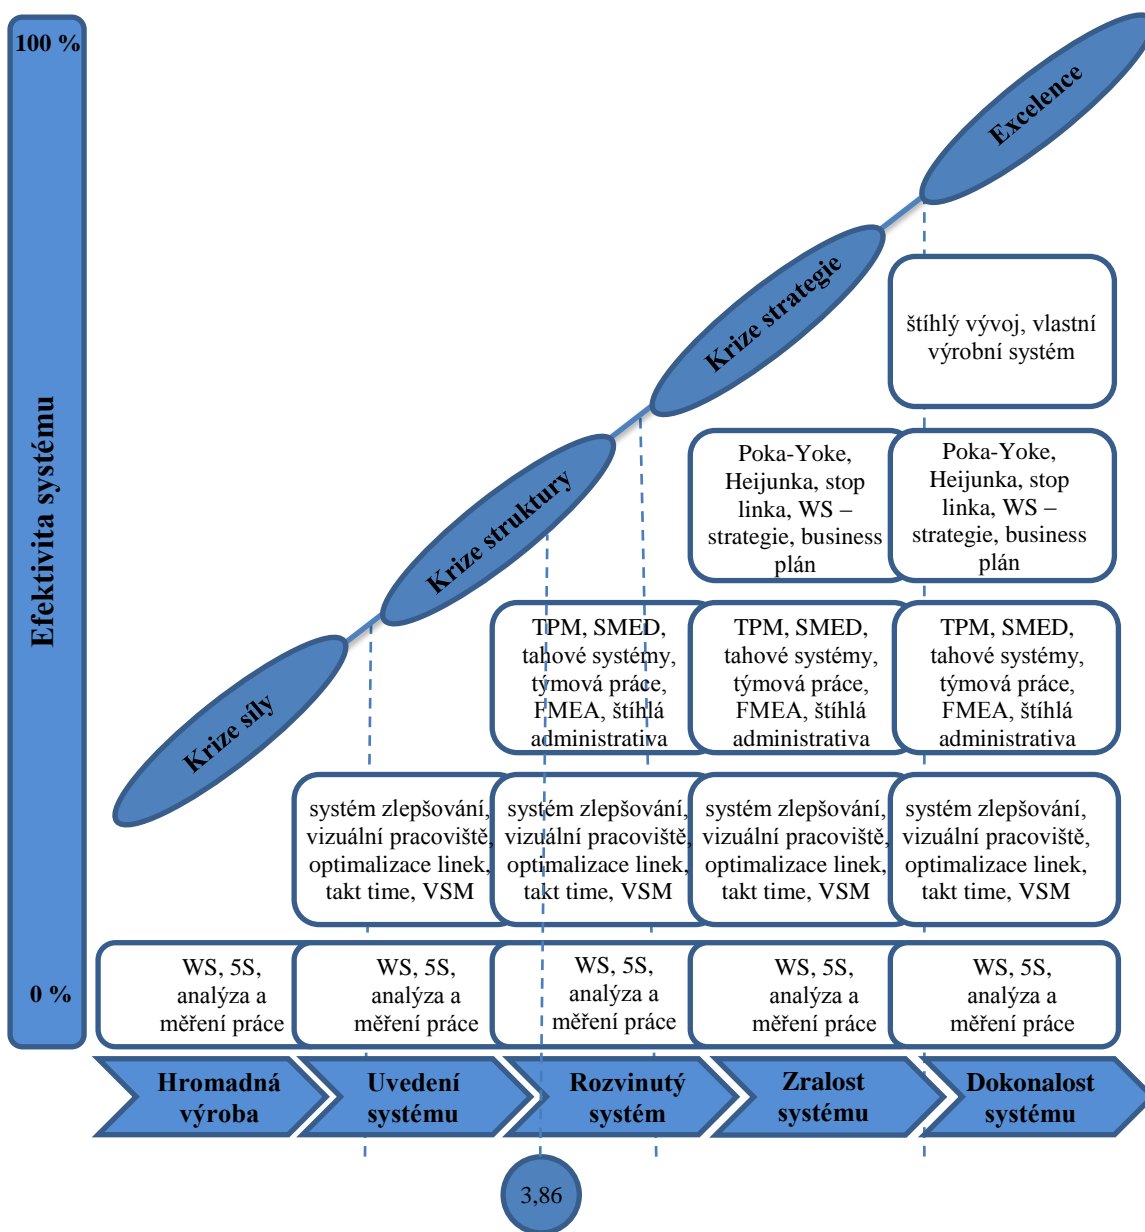 100 %
Excelence
Krize strategie
štíhlý vývoj, vlastní
výrobní systém
Efektivita systému
Krize struktury
Poka-Yoke,
Heijunka, stop
linka, WS –
strategie, business
plán
Poka-Yoke,
Heijunka, stop
linka, WS –
strategie, business
plán
Krize síly
TPM, SMED,
tahové systémy,
týmová práce,
FMEA, štíhlá
administrativa
TPM, SMED,
tahové systémy,
týmová práce,
FMEA, štíhlá
administrativa
TPM, SMED,
tahové systémy,
týmová práce,
FMEA, štíhlá
administrativa
systém zlepšování,
vizuální pracoviště,
optimalizace linek,
takt time, VSM
systém zlepšování,
vizuální pracoviště,
optimalizace linek,
takt time, VSM
systém zlepšování,
vizuální pracoviště,
optimalizace linek,
takt time, VSM
systém zlepšování,
vizuální pracoviště,
optimalizace linek,
takt time, VSM
0 %
WS, 5S,
analýza a
měření práce
WS, 5S,
analýza a
měření práce
WS, 5S,
analýza a
měření práce
WS, 5S,
analýza a
měření práce
WS, 5S,
analýza a
měření práce
Hromadná
výroba
Uvedení
systému
Rozvinutý
systém
Zralost
systému
Dokonalost
systému
3,86